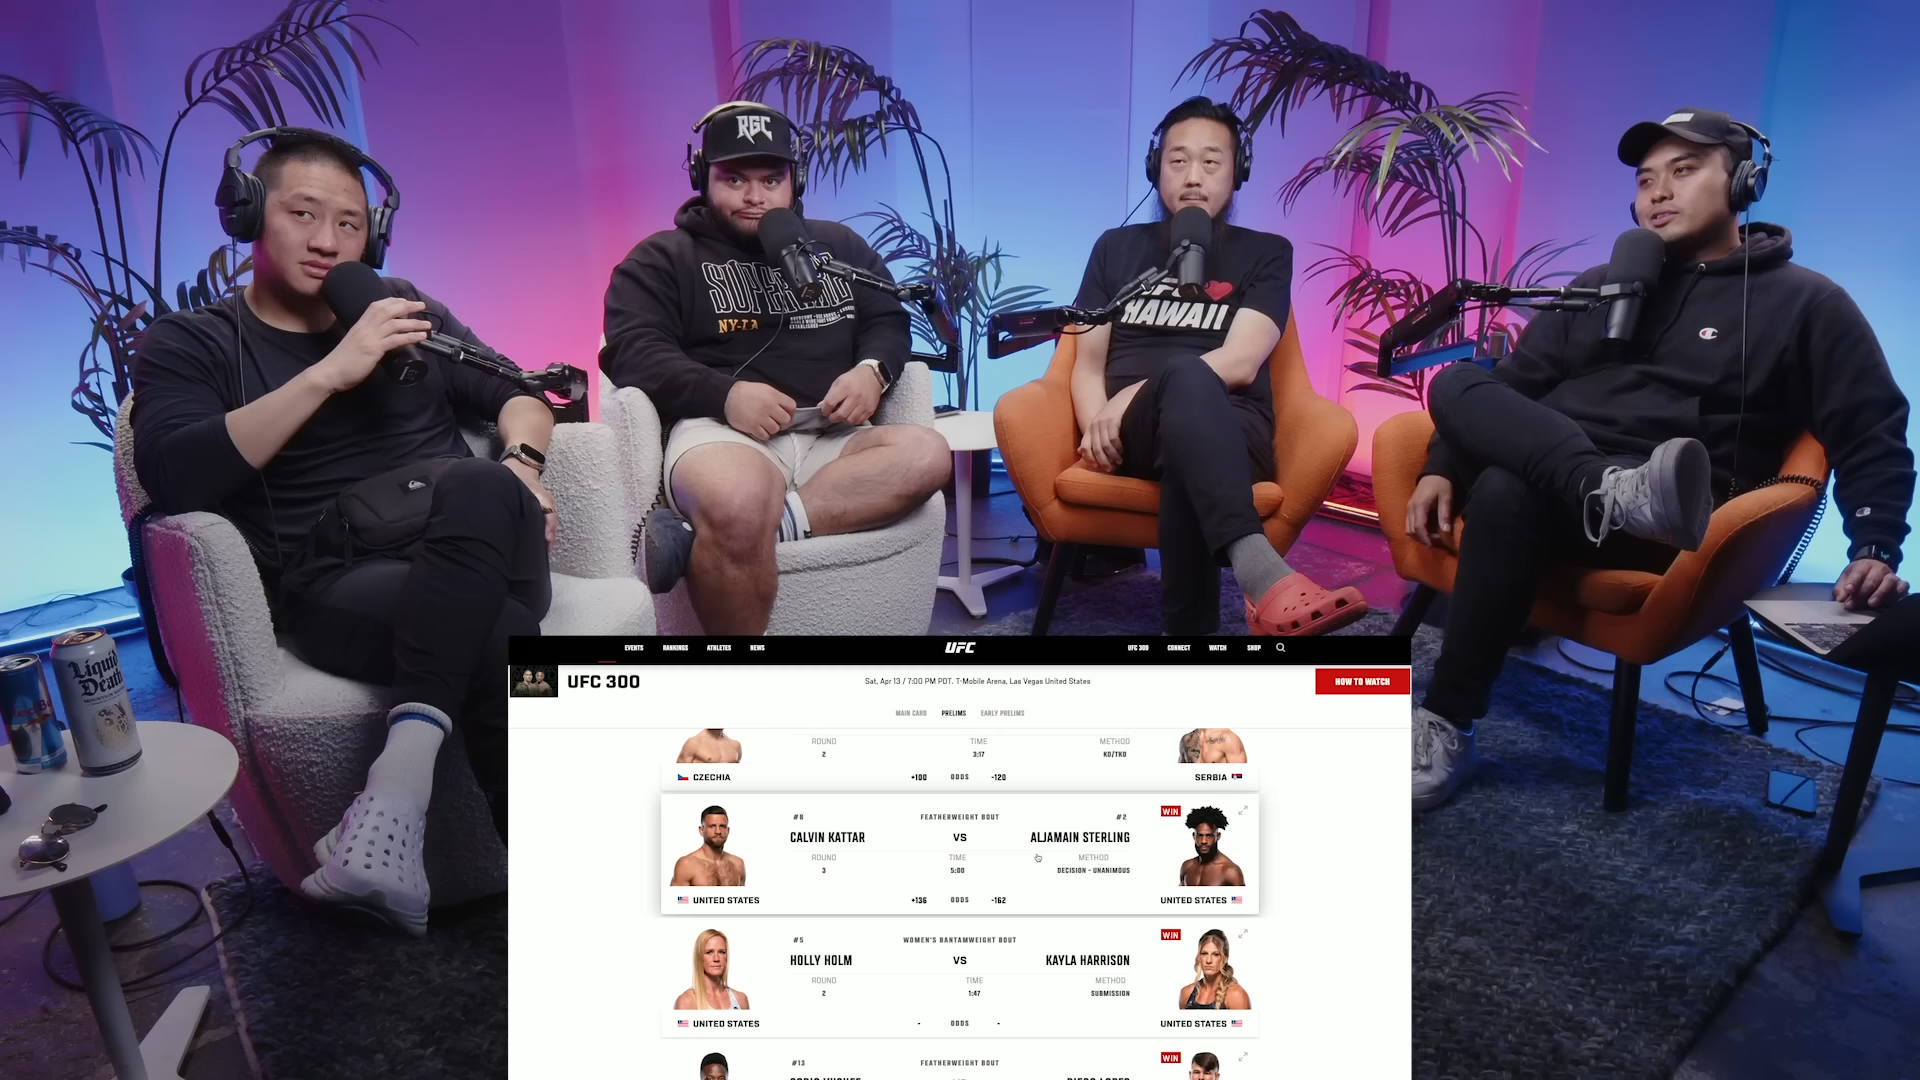 RGC
SUPREME
NY-LA
UFC
HAWAII
Liquid
Death
EVENTS
RANKINGS
ATHLETES
NEWS
UFC
UFC 300
CONNECT
WATCH
SHOP
UFC 300
Sat, Apr 13 / 7:00 PM PDT. T-Mobile Arena, Las Vegas United States
HOW TO WATCH
MAIN CARD
PRELIMS
EARLY PRELIMS
ROUND
TIME
METHOD
2
3:17
KO/TKO
CZECHIA
+100
ODDS
-120
SERBIA
#8
FEATHERWEIGHT BOUT
#2
WIN
CALVIN KATTAR
VS
ALJAMAIN STERLING
ROUND
TIME
METHOD
3
5:00
DECISION - UNANIMOUS
UNITED STATES
+136
ODDS
-162
UNITED STATES
#5
WOMEN'S BANTAMWEIGHT BOUT
WIN
HOLLY HOLM
VS
KAYLA HARRISON
ROUND
TIME
METHOD
2
1:47
SUBMISSION
UNITED STATES
-
ODDS
-
UNITED STATES
#13
FEATHERWEIGHT BOUT
WIN